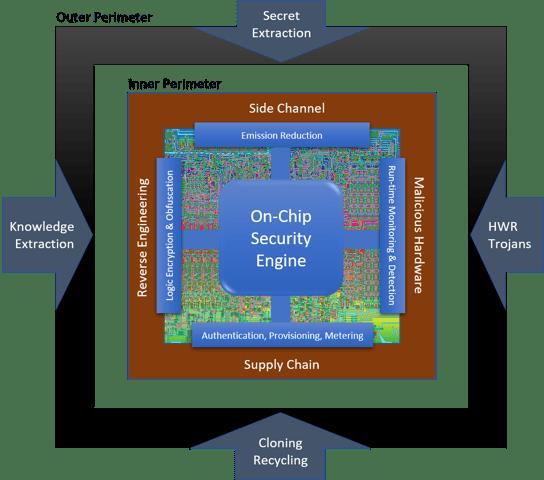 Outer Perimeter
Secret
Extraction
Inner Perimeter
Side Channel
Emission Reduction
Knowledge
Extraction
Reverse Engineering
Logic Encryption & Obfuscation
On-Chip
Security
Engine
Run-time Monitoring & Detection
Malicious Hardware
HWR
Trojans
Authentication, Provisioning, Metering
Supply Chain
Cloning
Recycling